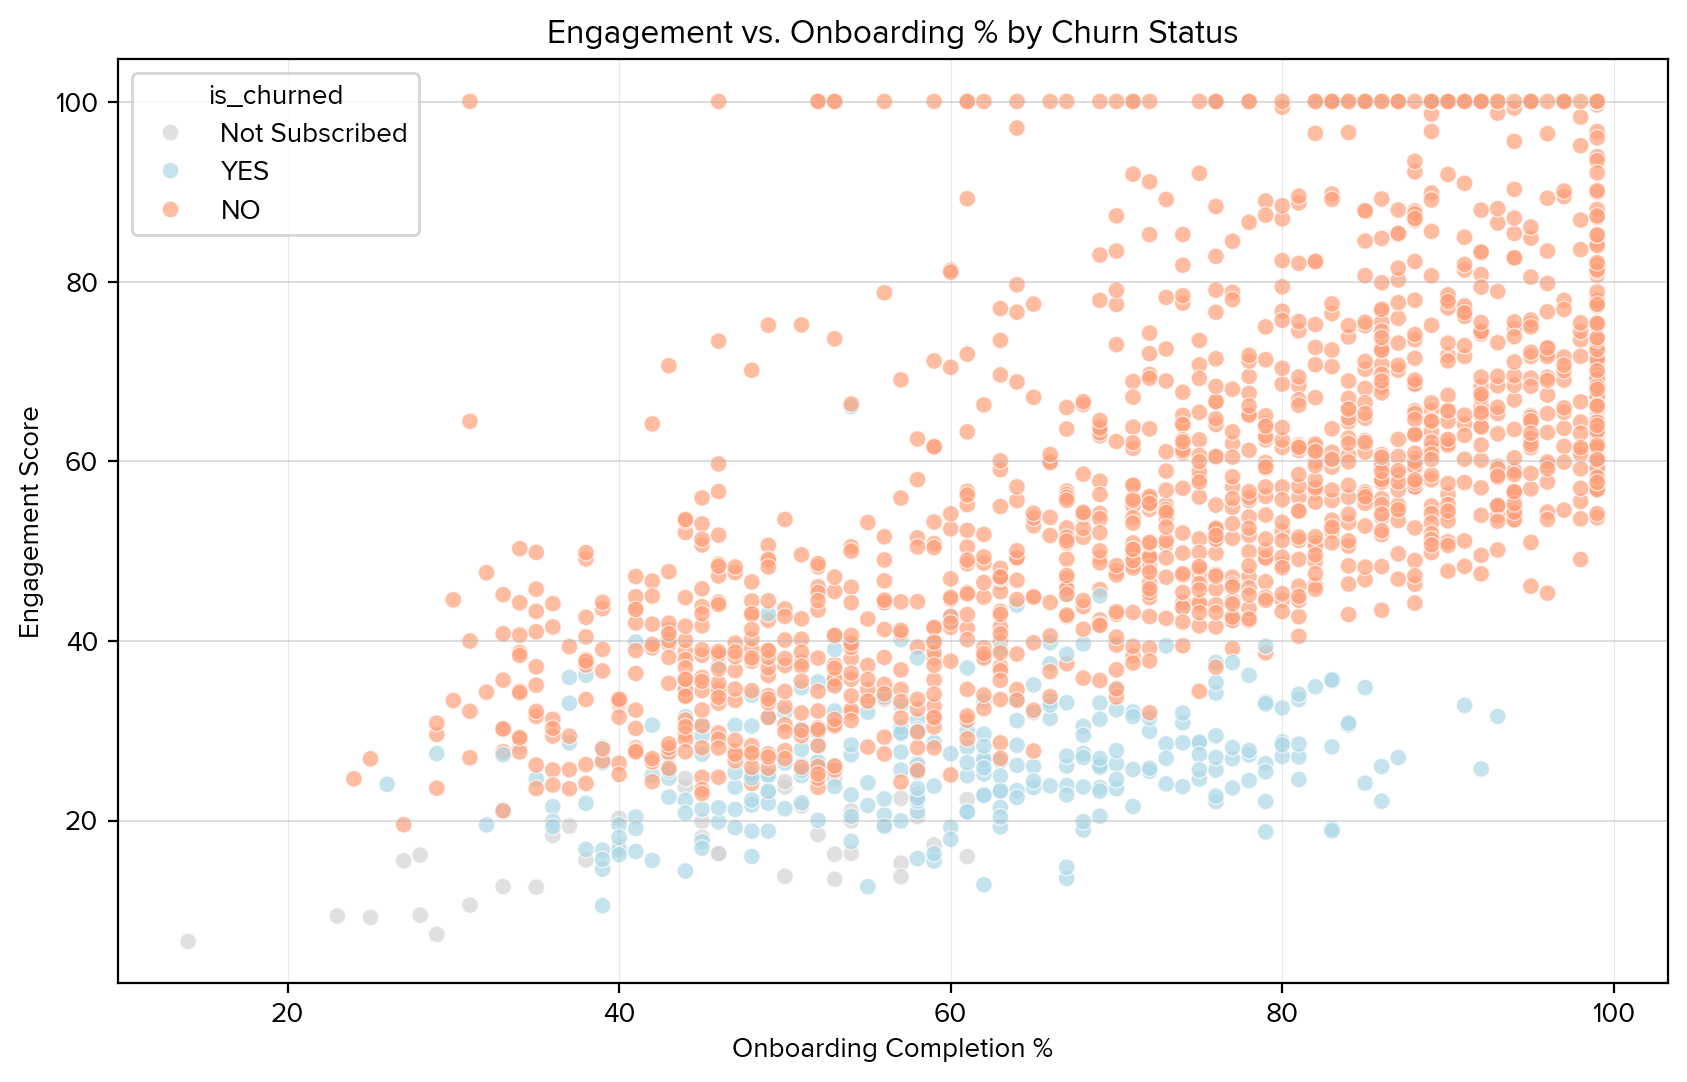 Engagement vs. Onboarding % by Churn Status
is_churned
Not Subscribed
YES
NO
100
80
60
40
20
Engagement Score
20
40
60
80
100
Onboarding Completion %